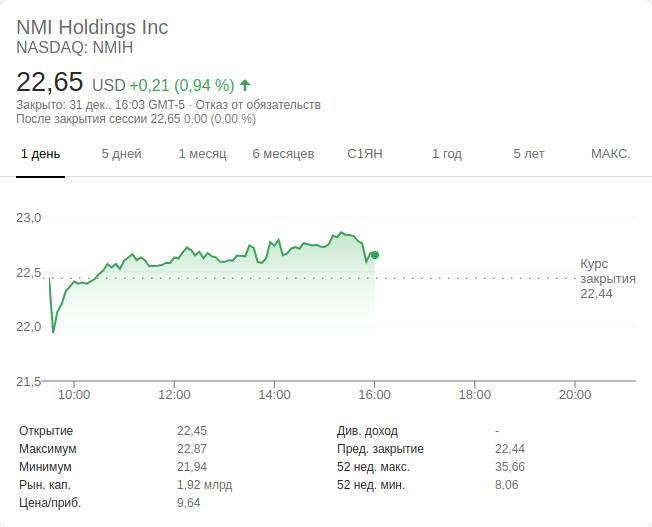 NMI Holdings Inc
NASDAQ: NMIH
22,65 USD +0,21 (0,94 %)
Закрыто: 31 дек., 16:03 GMT-5 · Отказ от обязательств
После закрытия сессии 22,65 0,00 (0,00 %)
1 день 5 дней 1 месяц 6 месяцев С1ЯН 1 год 5 лет МАКС.
23,0
22,5
22,0
21,5
Курс
закрытия
22,44
10:00 12:00 14:00 16:00 18:00 20:00
Открытие 22,45 Див. доход -
Максимум 22,87 Пред. закрытие 22,44
Минимум 21,94 52 нед. макс. 35,66
Рын. кап. 1,92 млрд 52 нед. мин. 8,06
Цена/приб. 9,64